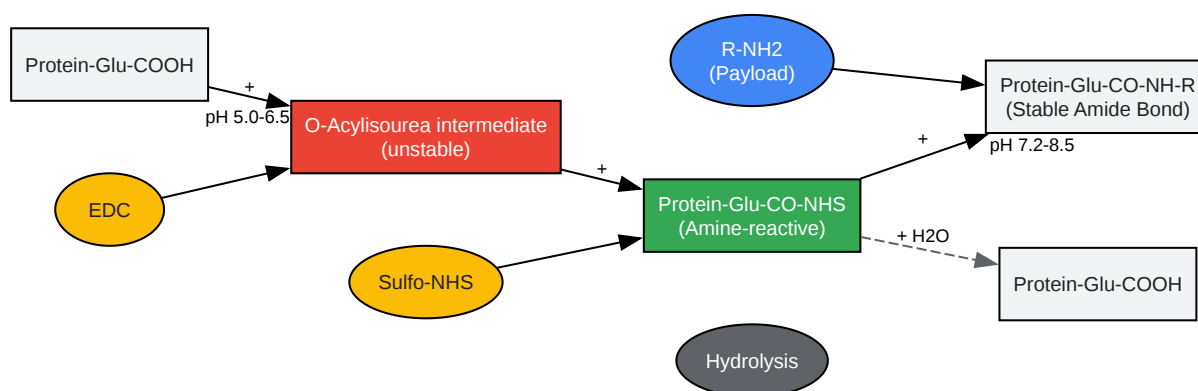 Protein-Glu-COOH
+
pH 5.0-6.5
EDC
O-Acylisourea intermediate
(unstable)
+
Sulfo-NHS
Protein-Glu-CO-NHS
(Amine-reactive)
R-NH2
(Payload)
+
pH 7.2-8.5
Protein-Glu-CO-NH-R
(Stable Amide Bond)
+ H2O
Protein-Glu-COOH
Hydrolysis